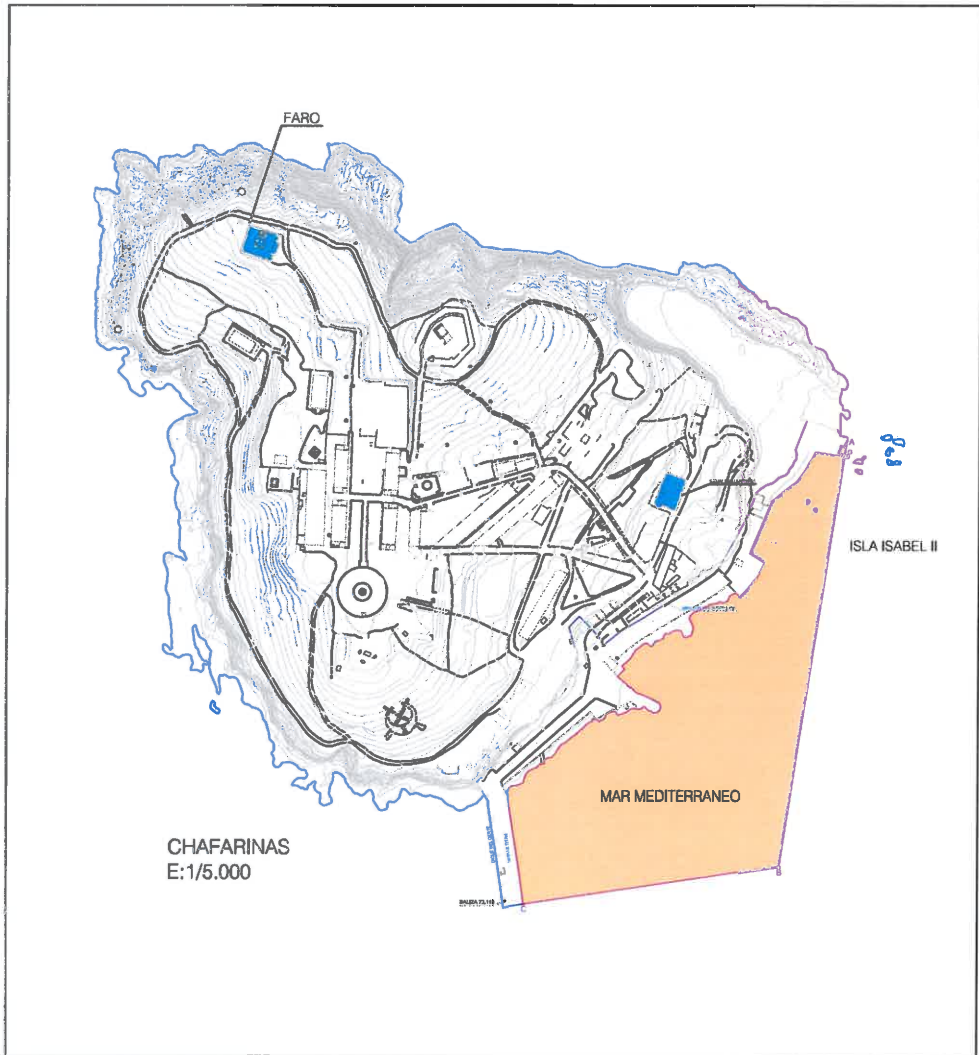 FARO
A
ISLA ISABEL II
MAR MEDITERRANEO
CHAFARINAS
E:1/5.000
B
C